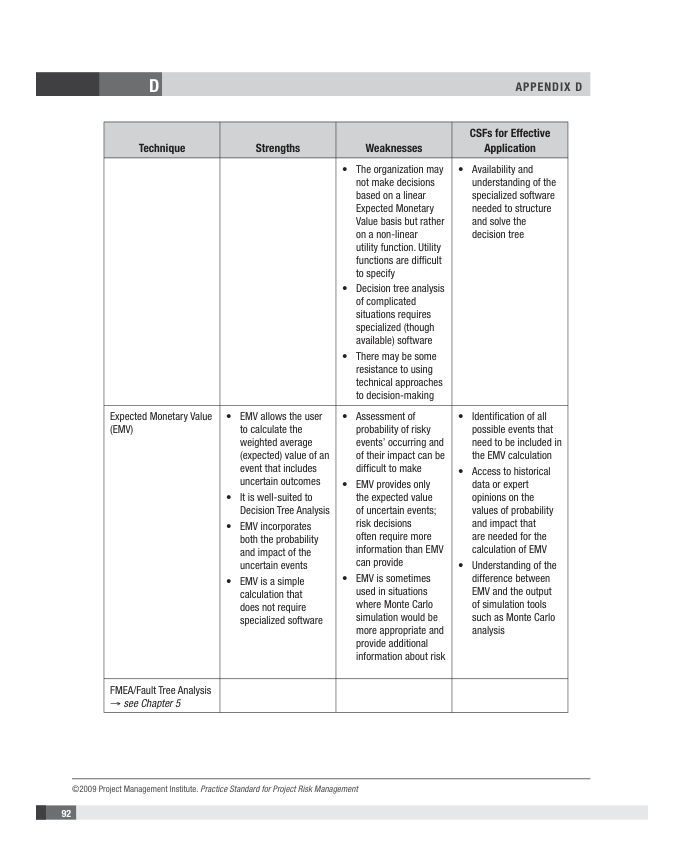 D
APPENDIX D
Technique
Strengths
Weaknesses
CSFs for Effective
Application
• The organization may
not make decisions
based on a linear
Expected Monetary
Value basis but rather
on a non-linear
utility function. Utility
functions are difficult
to specify
• Decision tree analysis
of complicated
situations requires
specialized (though
available) software
• There may be some
resistance to using
technical approaches
to decision-making
• Availability and
understanding of the
specialized software
needed to structure
and solve the
decision tree
Expected Monetary Value
(EMV)
• EMV allows the user
to calculate the
weighted average
(expected) value of an
event that includes
uncertain outcomes
• It is well-suited to
Decision Tree Analysis
• EMV incorporates
both the probability
and impact of the
uncertain events
• EMV is a simple
calculation that
does not require
specialized software
• Assessment of
probability of risky
events’ occurring and
of their impact can be
difficult to make
• EMV provides only
the expected value
of uncertain events;
risk decisions
often require more
information than EMV
can provide
• EMV is sometimes
used in situations
where Monte Carlo
simulation would be
more appropriate and
provide additional
information about risk
• Identification of all
possible events that
need to be included in
the EMV calculation
• Access to historical
data or expert
opinions on the
values of probability
and impact that
are needed for the
calculation of EMV
• Understanding of the
difference between
EMV and the output
of simulation tools
such as Monte Carlo
analysis
FMEA/Fault Tree Analysis
→ see Chapter 5
©2009 Project Management Institute. Practice Standard for Project Risk Management
92